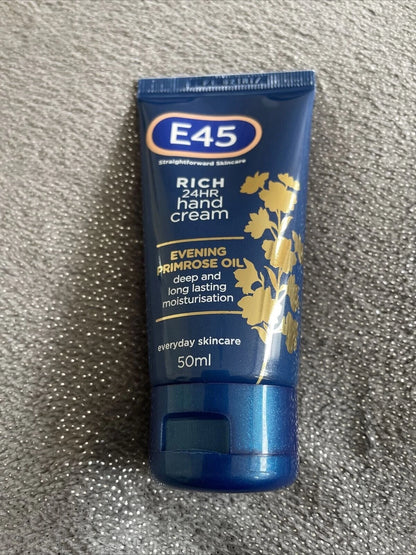 E45
Straightforward Skincare
RICH
24HR
hand
cream
EVENING
PRIMROSE OIL
deep and
long lasting
moisturisation
everyday skincare
50ml